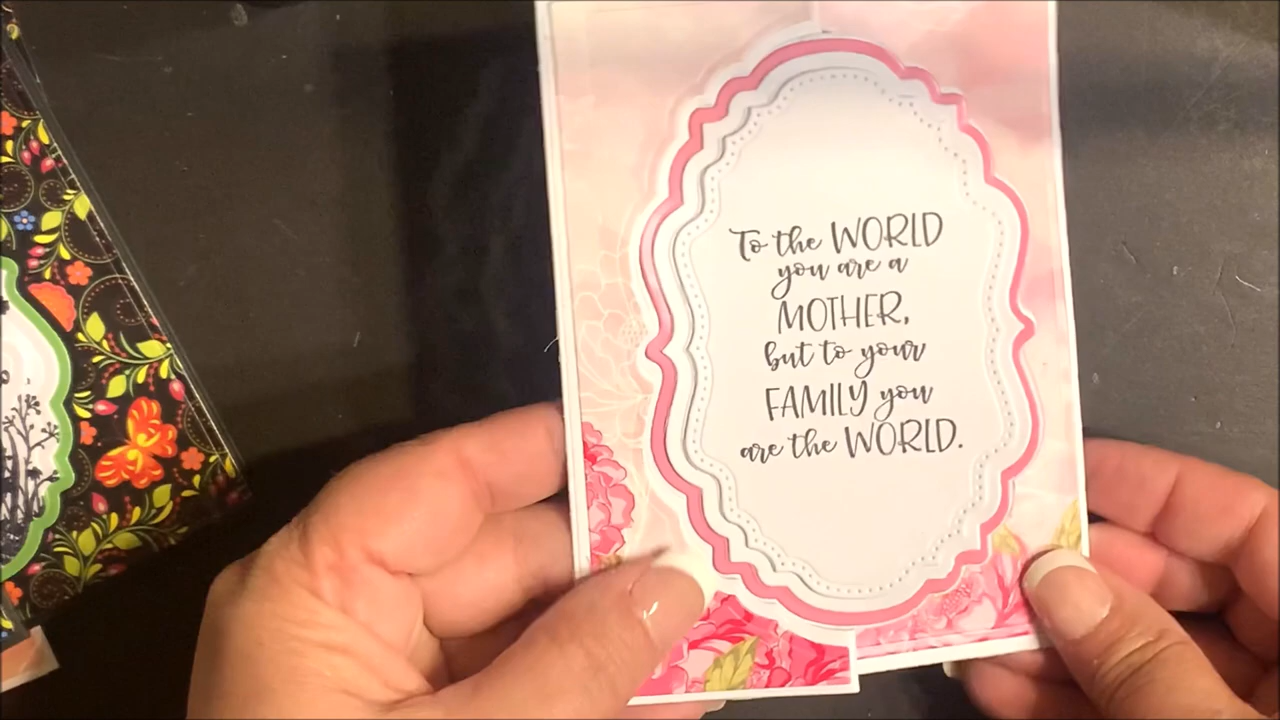 To the WORLD
you are a
MOTHER,
but to your
FAMILY you
are the WORLD.